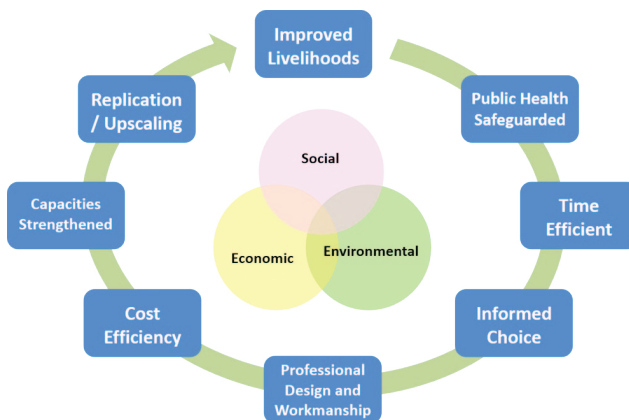 Improved
Livelihoods
Public Health
Safeguarded
Time
Efficient
Informed
Choice
Professional
Design and
Workmanship
Cost
Efficiency
Capacities
Strengthened
Replication
/ Upscaling
Social
Economic
Environmental